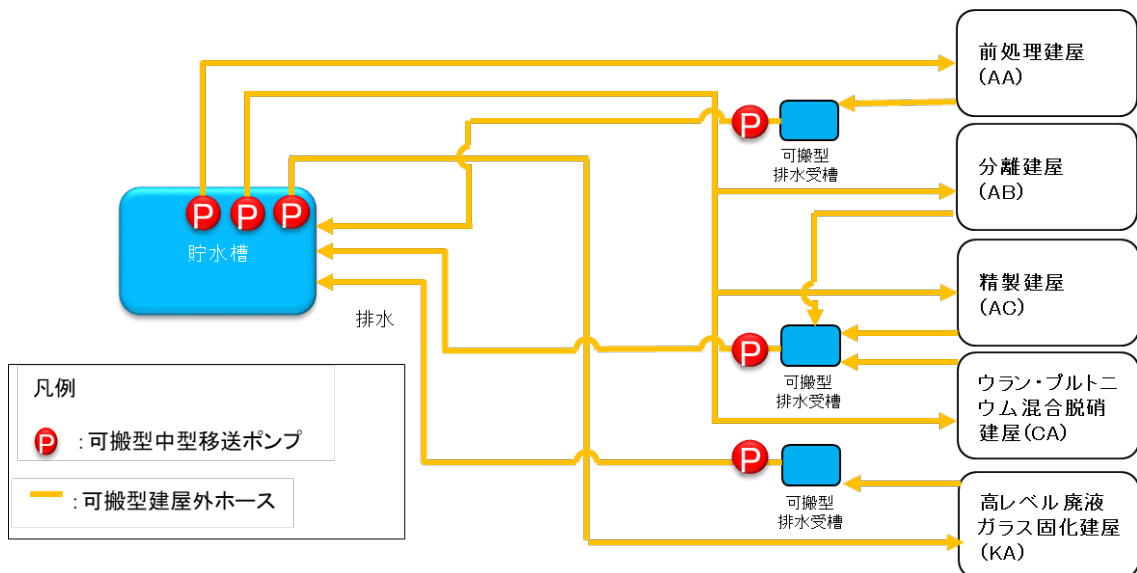 前処理建屋
(AA)
P
可搬型
排水受槽
分離建屋
(AB)
P P P
貯水槽
精製建屋
(AC)
排水
P
可搬型
排水受槽
ウラン・プルトニ
ウム混合脱硝
建屋(CA)
凡例
P :可搬型中型移送ポンプ
:可搬型建屋外ホース
P
可搬型
排水受槽
高レベル廃液
ガラス固化建屋
(KA)